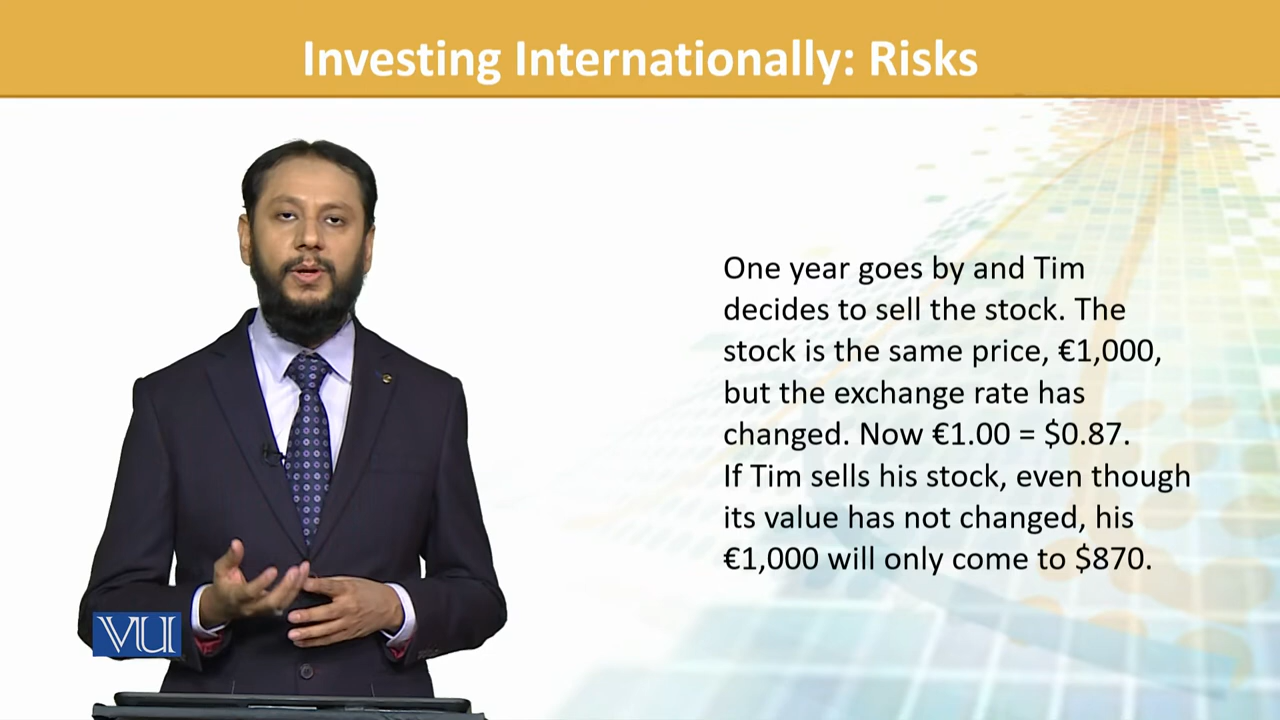 Investing Internationally: Risks
One year goes by and Tim
decides to sell the stock. The
stock is the same price, €1,000,
but the exchange rate has
changed. Now €1.00 = $0.87.
If Tim sells his stock, even though
its value has not changed, his
€1,000 will only come to $870.
VU